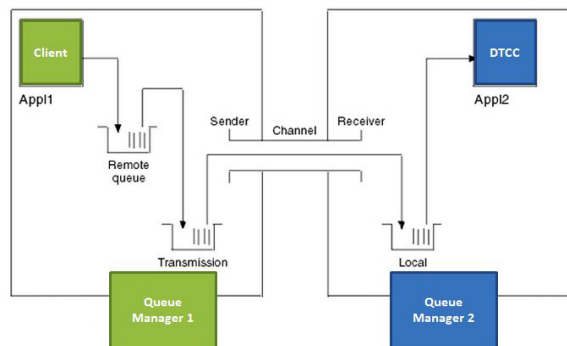 Client
DTCC
Appl1
Appl2
Sender
Channel
Receiver
Remote
queue
Transmission
Local
Queue
Manager 1
Queue
Manager 2